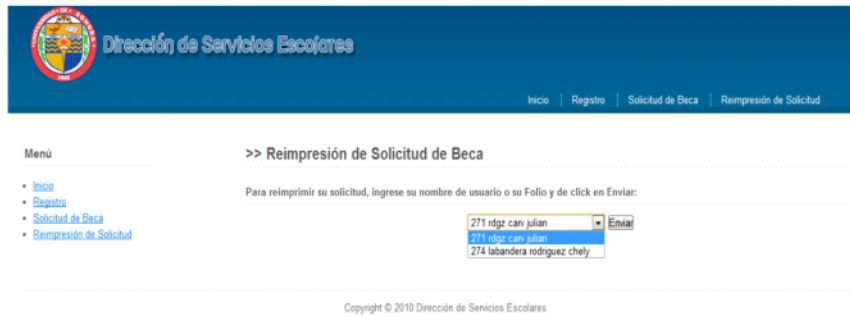 Dirección de Servicios Escolares
Inicio Registro Solicitud de Beca Reimpresión de Solicitud
Menú
Inicio
Registro
Solicitud de Beca
Reimpresión de Solicitud
>> Reimpresión de Solicitud de Beca
Para reimprimir su solicitud, ingrese su nombre de usuario o su Folio y de click en Enviar:
271 rdgz carv julian Enviar
271 rdgz carv julian
274 labandera rodriguez chely
Copyright © 2010 Dirección de Servicios Escolares